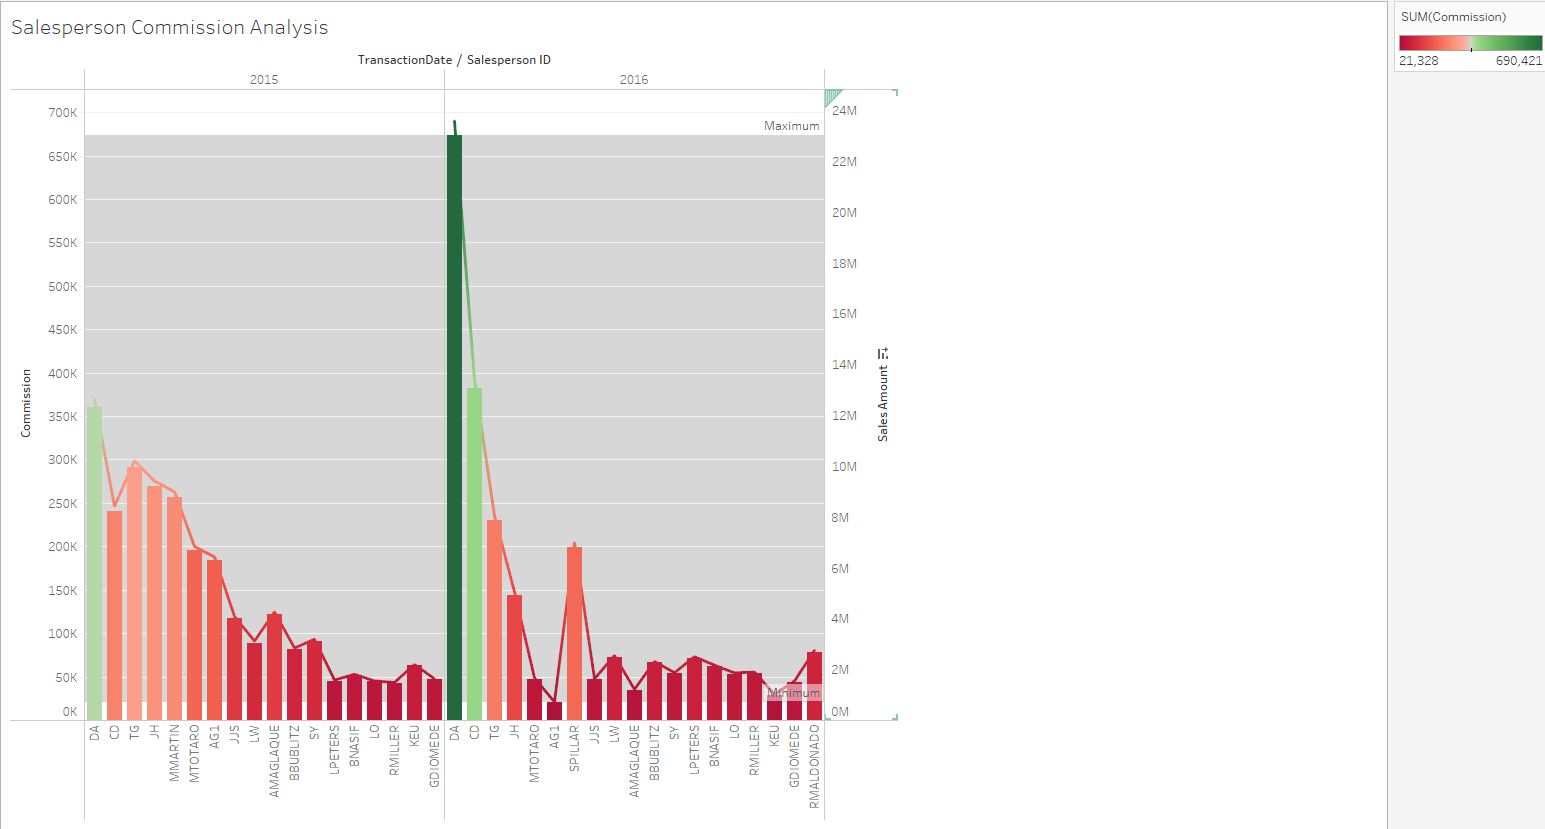 Salesperson Commission Analysis
SUM(Commission)
21,328 690,421
TransactionDate / Salesperson ID
2015 2016
Commission
700K
650K
600K
550K
500K
450K
400K
350K
300K
250K
200K
150K
100K
50K
0K
Maximum
Minimum
24M
22M
20M
18M
16M
14M
12M
10M
8M
6M
4M
2M
0M
Sales Amount
DA
CD
TG
JH
MMARTIN
MTOTARO
AG1
JJS
LW
AMAGLAQUE
BBUBLITZ
SY
LPETERS
BNASIF
LO
RMILLER
KEU
GDIOMEDE
DA
CD
TG
JH
MTOTARO
AG1
SPILLAR
JJS
LW
AMAGLAQUE
BBUBLITZ
SY
LPETERS
BNASIF
LO
RMILLER
KEU
GDIOMEDE
RMALDONADO